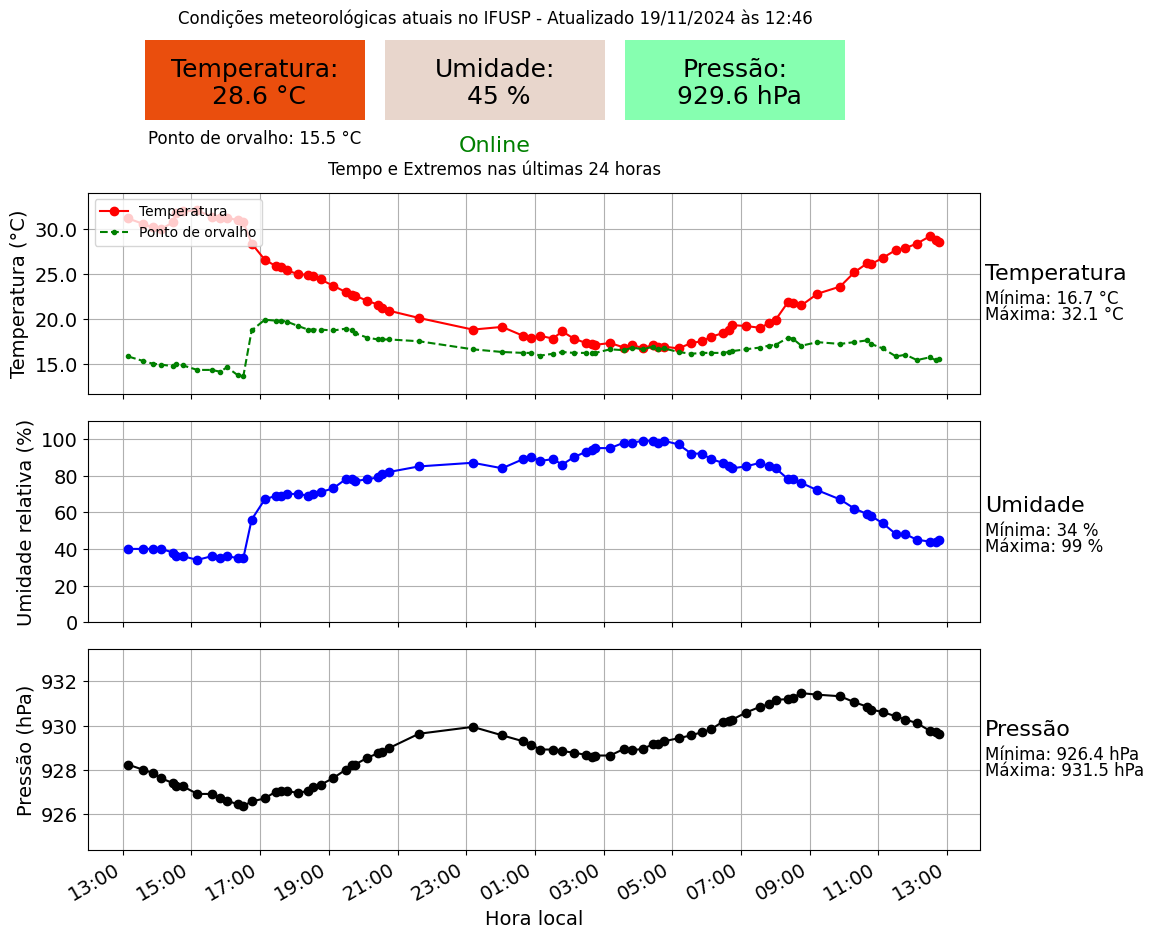 Condições meteorológicas atuais no IFUSP - Atualizado 19/11/2024 às 12:46
Temperatura:
28.6 °C
Umidade:
45 %
Pressão:
929.6 hPa
Ponto de orvalho: 15.5 °C
Online
Tempo e Extremos nas últimas 24 horas
Temperatura (°C)
30.0
25.0
20.0
15.0
Temperatura
Ponto de orvalho
Temperatura
Mínima: 16.7 °C
Máxima: 32.1 °C
Umidade relativa (%)
100
80
60
40
20
0
Umidade
Mínima: 34 %
Máxima: 99 %
Pressão (hPa)
932
930
928
926
Pressão
Mínima: 926.4 hPa
Máxima: 931.5 hPa
13:00 15:00 17:00 19:00 21:00 23:00 01:00 03:00 05:00 07:00 09:00 11:00 13:00
Hora local